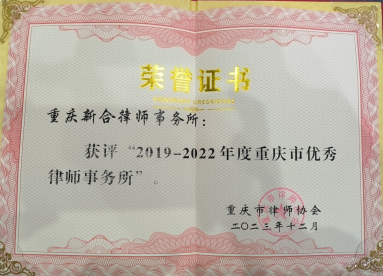 荣誉证书
重庆新合律师事务所：
获评“2019--2022年度重庆市优秀
律师事务所”。
重庆市律师协会
二〇二三年十二月